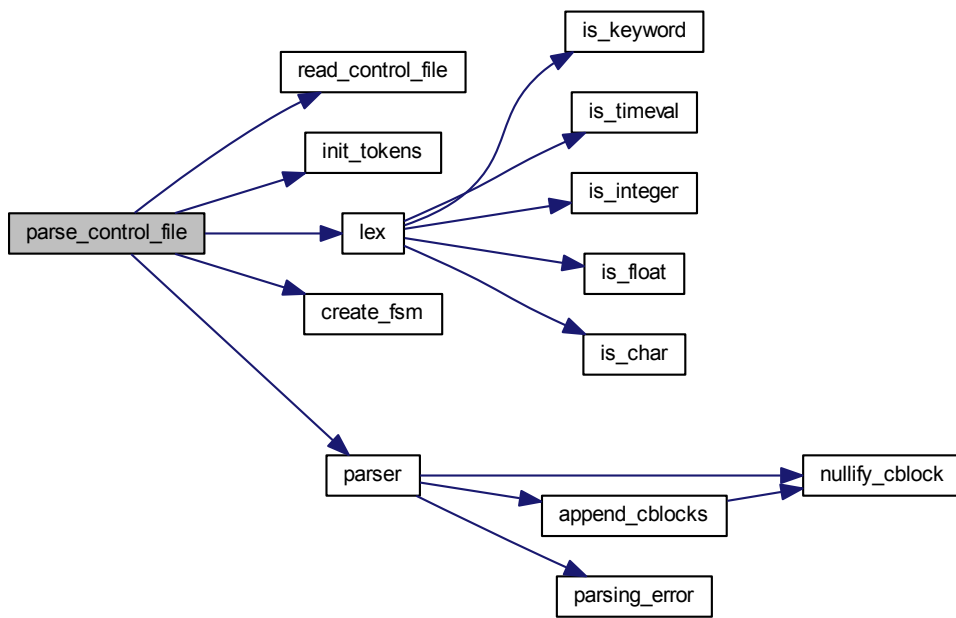 is_keyword
read_control_file
is_timeval
init_tokens
is_integer
parse_control_file
lex
is_float
create_fsm
is_char
parser
nullify_cblock
append_cblocks
parsing_error